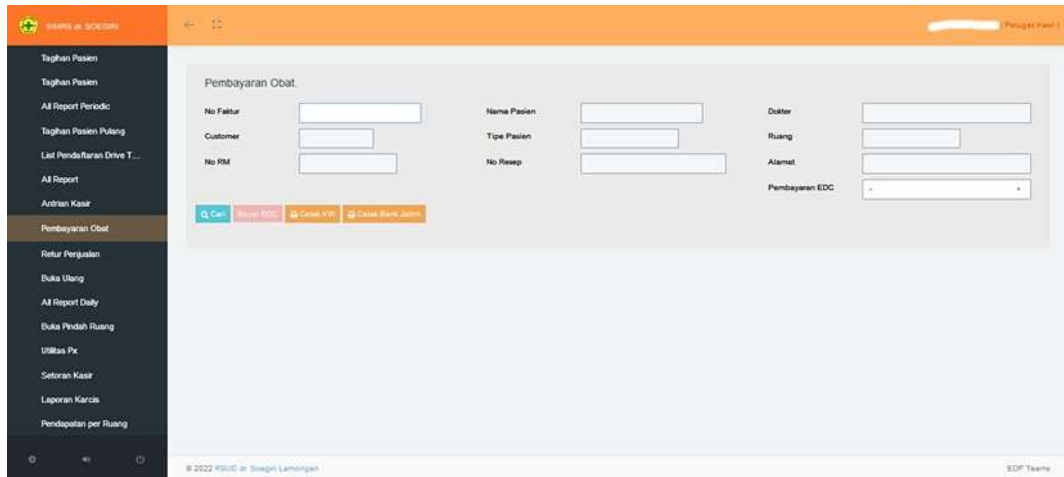 SIMRS dr. SOEGIRI
( Petugas Kasir )
Tagihan Pasien
Tagihan Pasien
All Report Periodic
Tagihan Pasien Pulang
List Pendaftaran Drive T...
All Report
Antrian Kasir
Pembayaran Obat
Retur Penjualan
Buka Ulang
All Report Daily
Buka Pindah Ruang
Utilitas Px
Setoran Kasir
Laporan Karcis
Pendapatan per Ruang
Pembayaran Obat.
No Faktur
Nama Pasien
Dokter
Customer
Tipe Pasien
Ruang
No RM
No Resep
Alamat
Pembayaran EDC
-
Cari
Bayar EDC
Cetak KW
Cetak Bank Jatim
© 2022 RSUD dr. Soegiri Lamongan
EDP Teams